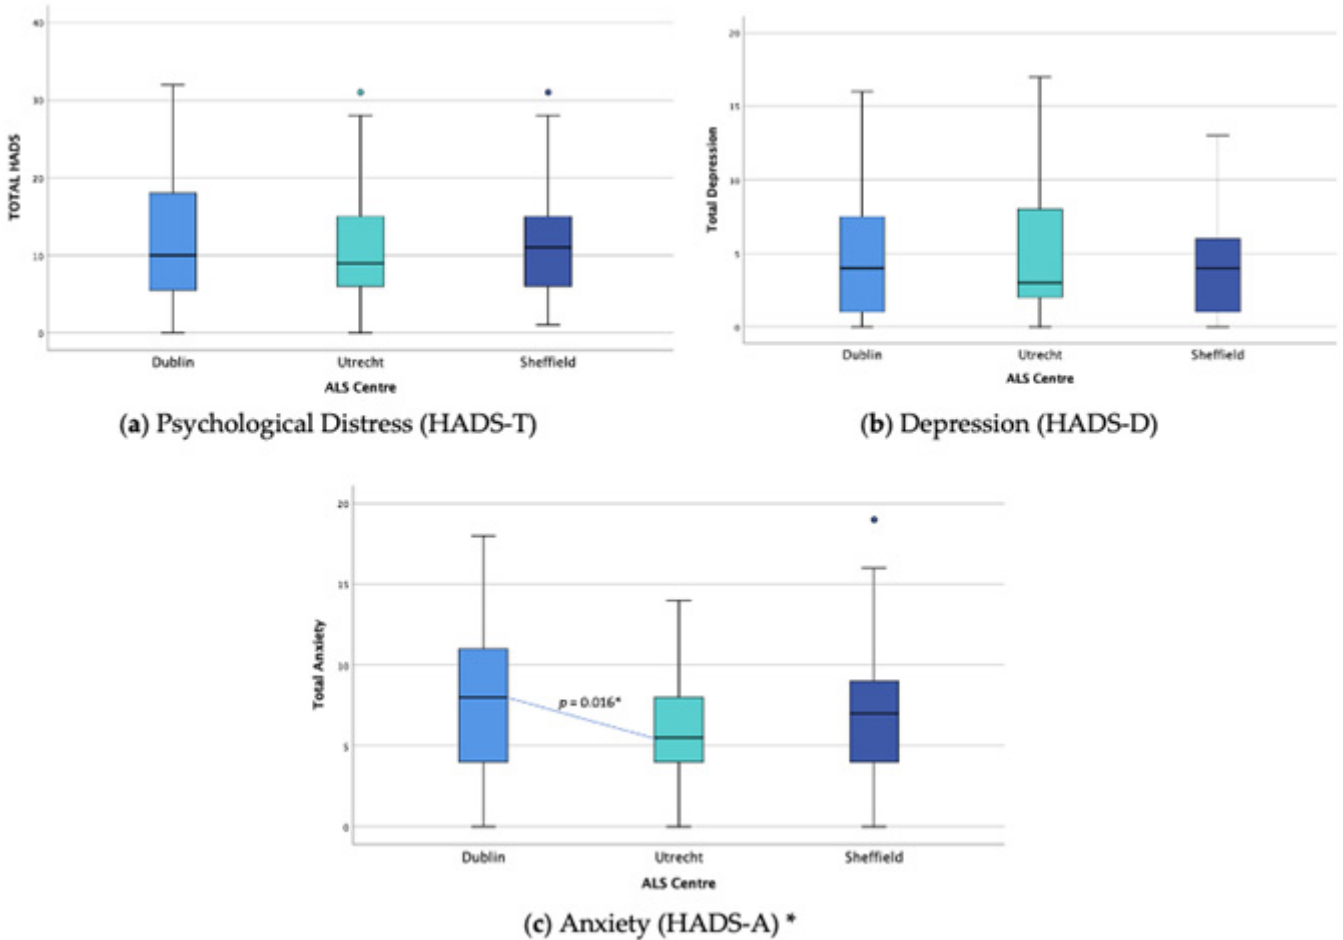 40
30
20
10
0
TOTAL HADS
Dublin
Utrecht
Sheffield
ALS Centre
(a) Psychological Distress (HADS-T)
20
15
10
5
0
Total Depression
Dublin
Utrecht
Sheffield
ALS Centre
(b) Depression (HADS-D)
20
15
10
5
0
Total Anxiety
p = 0.016*
Dublin
Utrecht
Sheffield
ALS Centre
(c) Anxiety (HADS-A) *